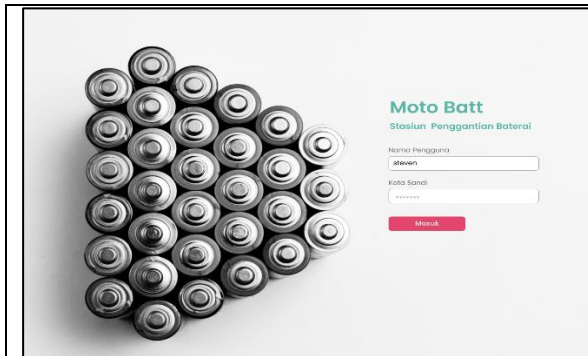 Moto Batt
Stasiun Penggantian Baterai
Nama Pengguna
steven
Kata Sandi
Masuk